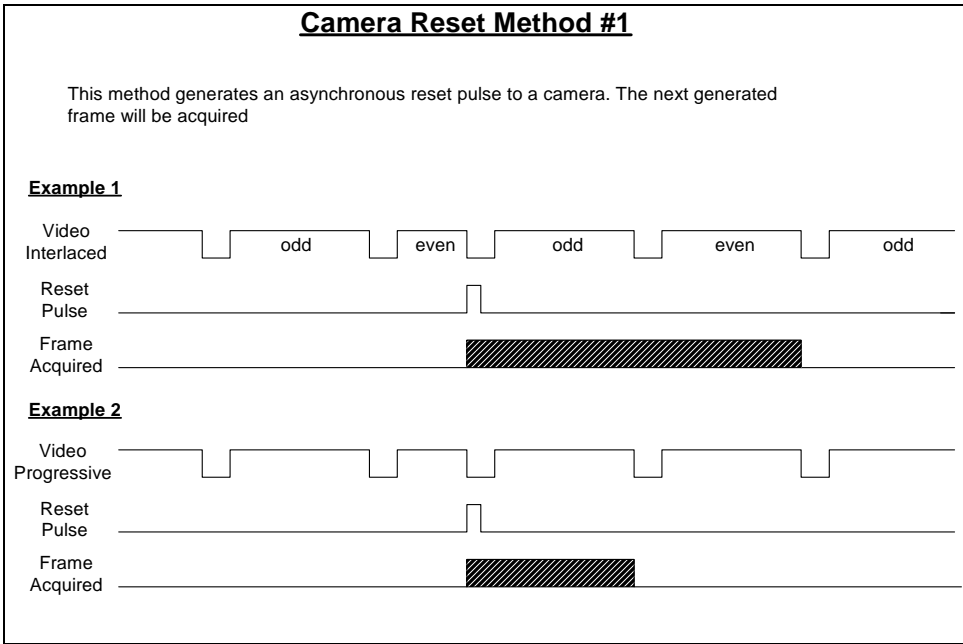 Camera Reset Method #1
This method generates an asynchronous reset pulse to a camera. The next generated
frame will be acquired
Example 1
Video
Interlaced
odd
even
odd
even
odd
Reset
Pulse
Frame
Acquired
Example 2
Video
Progressive
Reset
Pulse
Frame
Acquired